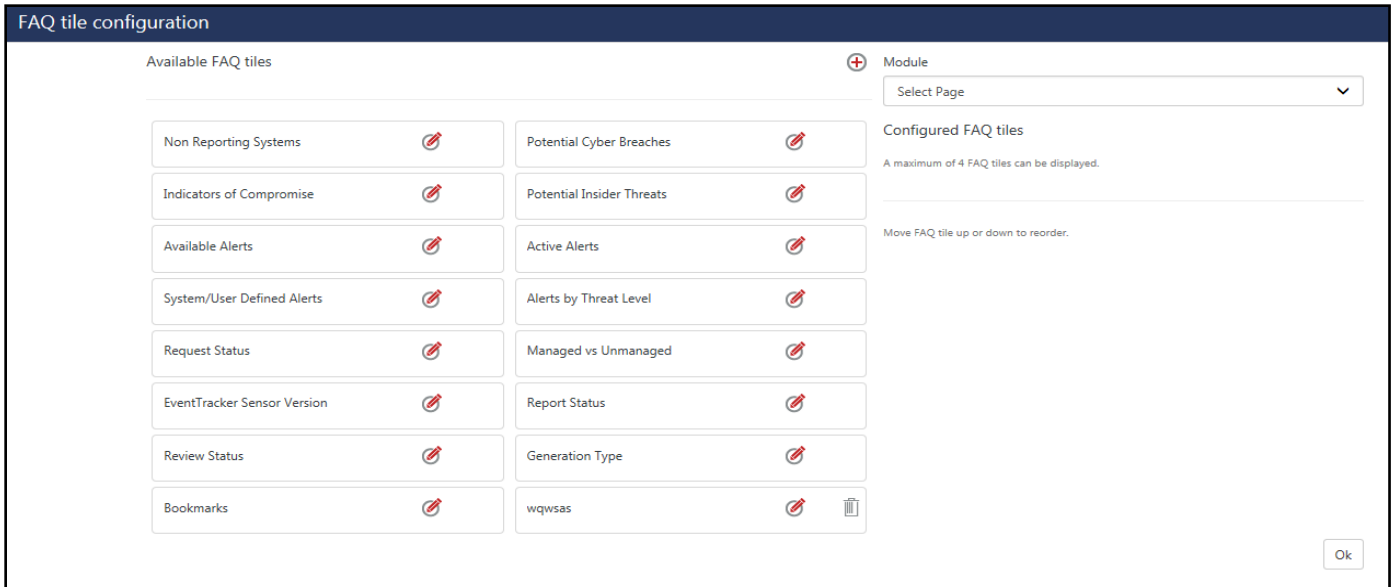 FAQ tile configuration
Available FAQ tiles
Non Reporting Systems
Potential Cyber Breaches
Indicators of Compromise
Potential Insider Threats
Available Alerts
Active Alerts
System/User Defined Alerts
Alerts by Threat Level
Request Status
Managed vs Unmanaged
EventTracker Sensor Version
Report Status
Review Status
Generation Type
Bookmarks
wqwsas
Module
Select Page
Configured FAQ tiles
A maximum of 4 FAQ tiles can be displayed.
Move FAQ tile up or down to reorder.
Ok